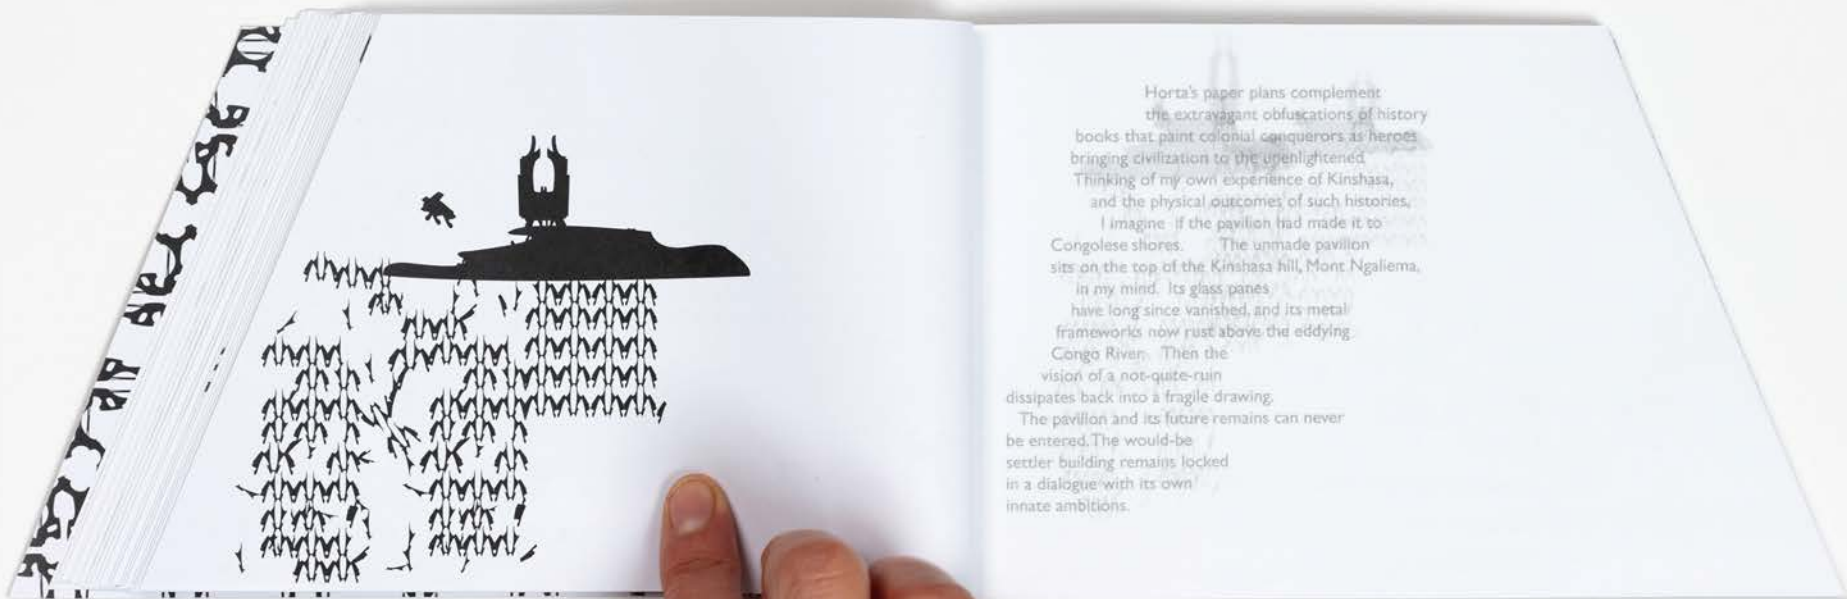 Horta's paper plans complement
the extravagant obfuscations of history
books that paint colonial conquerors as heroes
bringing civilization to the unenlightened.
Thinking of my own experience of Kinshasa,
and the physical outcomes of such histories,
I imagine if the pavilion had made it to
Congolese shores. The unmade pavilion
sits on the top of the Kinshasa hill, Mont Ngaliema,
in my mind. Its glass panes
have long since vanished, and its metal
frameworks now rust above the eddying
Congo River. Then the
vision of a not-quite-ruin
dissipates back into a fragile drawing.
The pavilion and its future remains can never
be entered. The would-be
settler building remains locked
in a dialogue with its own
innate ambitions.